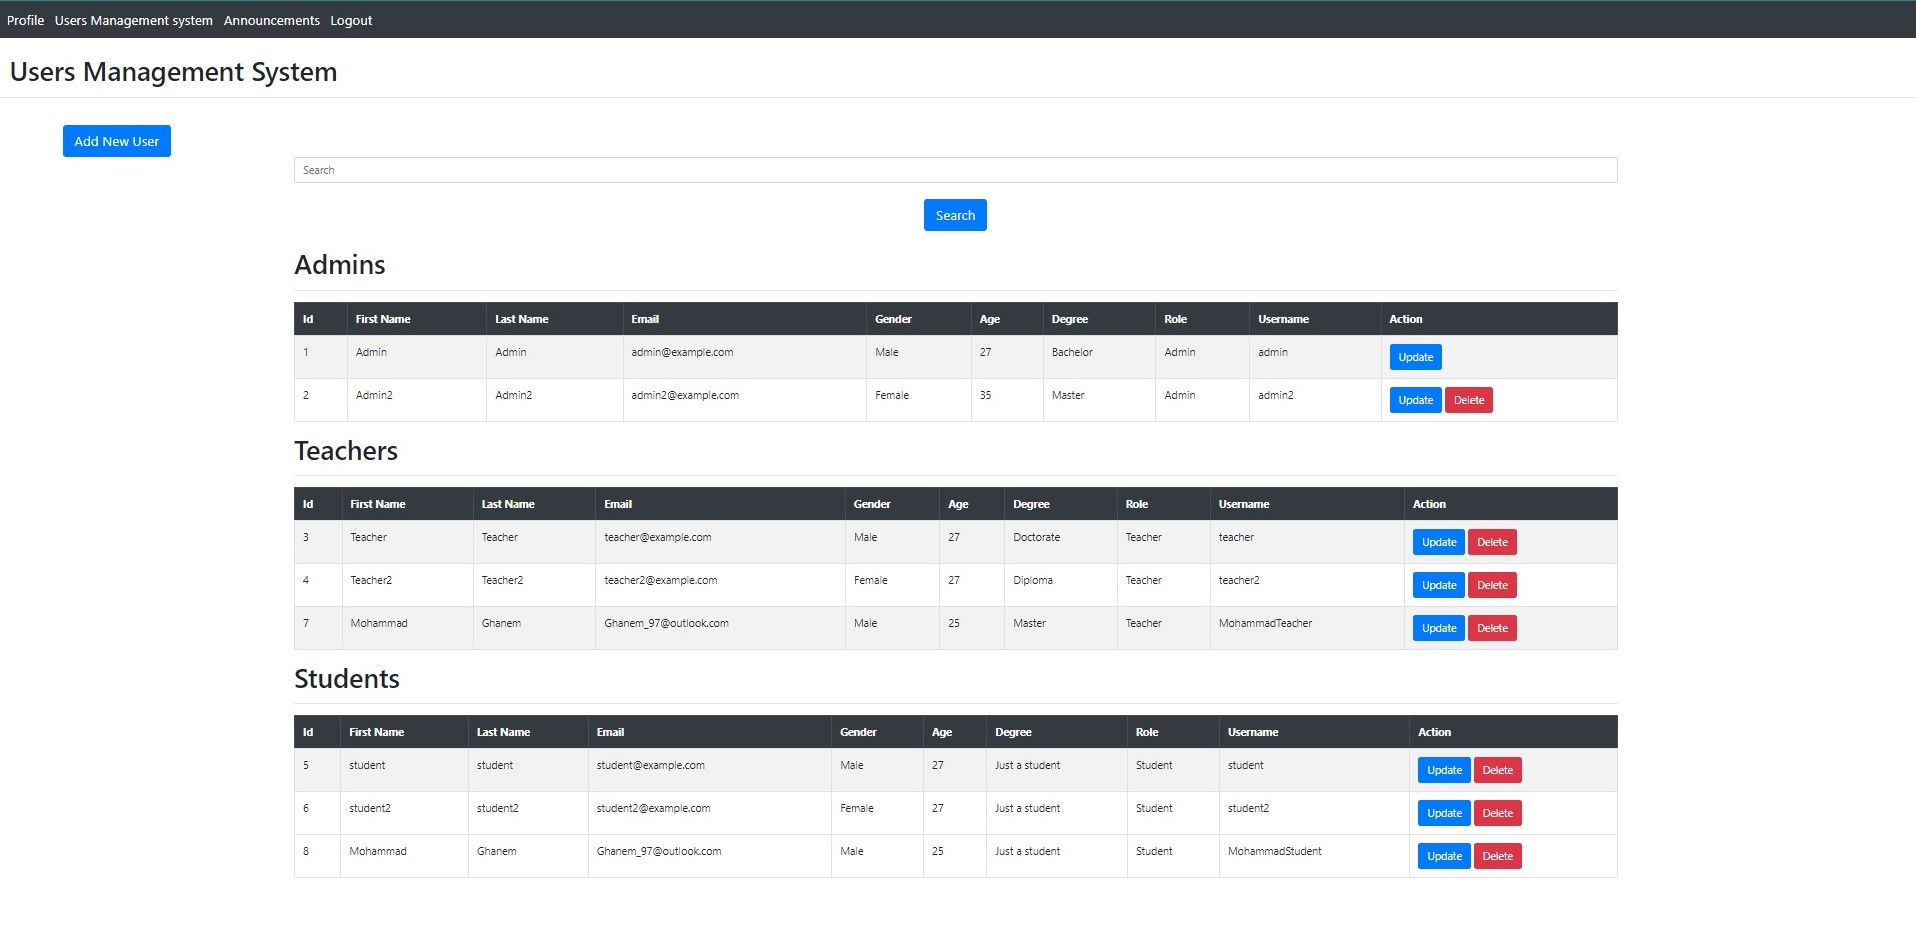 Profile Users Management system Announcements Logout
Users Management System
Add New User
Search
Search
Admins
Id First Name Last Name Email Gender Age Degree Role Username Action
1 Admin Admin admin@example.com Male 27 Bachelor Admin admin Update
2 Admin2 Admin2 admin2@example.com Female 35 Master Admin admin2 Update Delete
Teachers
Id First Name Last Name Email Gender Age Degree Role Username Action
3 Teacher Teacher teacher@example.com Male 27 Doctorate Teacher teacher Update Delete
4 Teacher2 Teacher2 teacher2@example.com Female 27 Diploma Teacher teacher2 Update Delete
7 Mohammad Ghanem Ghanem_97@outlook.com Male 25 Master Teacher MohammadTeacher Update Delete
Students
Id First Name Last Name Email Gender Age Degree Role Username Action
5 student student student@example.com Male 27 Just a student Student student Update Delete
6 student2 student2 student2@example.com Female 27 Just a student Student student2 Update Delete
8 Mohammad Ghanem Ghanem_97@outlook.com Male 25 Just a student Student MohammadStudent Update Delete